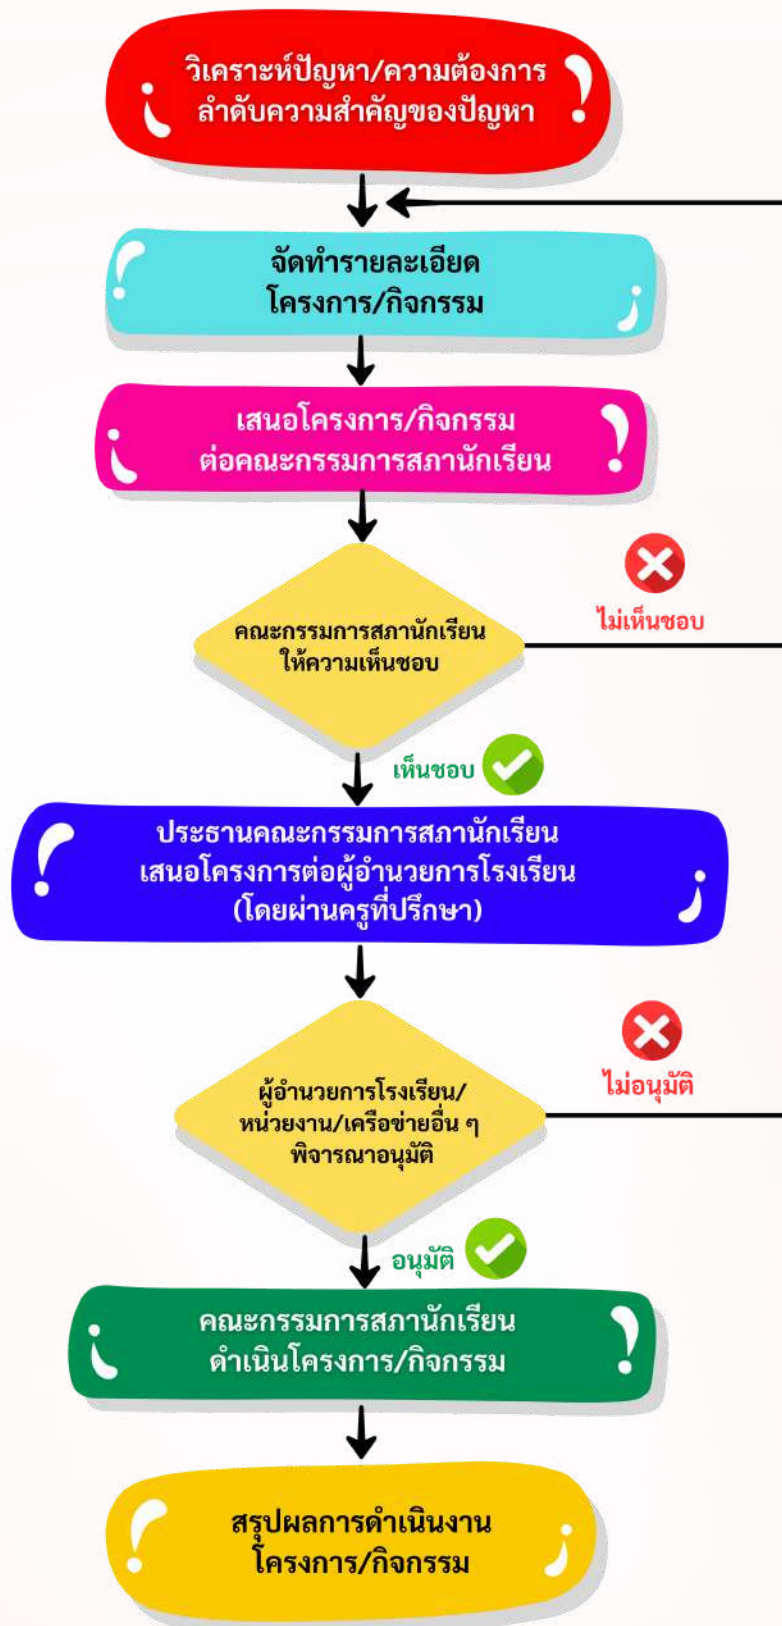 วิเคราะห์ปัญหา/ความต้องการ
ลำดับความสำคัญของปัญหา
จัดทำรายละเอียด
โครงการ/กิจกรรม
เสนอโครงการ/กิจกรรม
ต่อคณะกรรมการสภานักเรียน
คณะกรรมการสภานักเรียน
ให้ความเห็นชอบ
ไม่เห็นชอบ
เห็นชอบ
ประธานคณะกรรมการสภานักเรียน
เสนอโครงการต่อผู้อำนวยการโรงเรียน
(โดยผ่านครูที่ปรึกษา)
ผู้อำนวยการโรงเรียน/
หน่วยงาน/เครือข่ายอื่น ๆ
พิจารณาอนุมัติ
ไม่อนุมัติ
อนุมัติ
คณะกรรมการสภานักเรียน
ดำเนินโครงการ/กิจกรรม
สรุปผลการดำเนินงาน
โครงการ/กิจกรรม